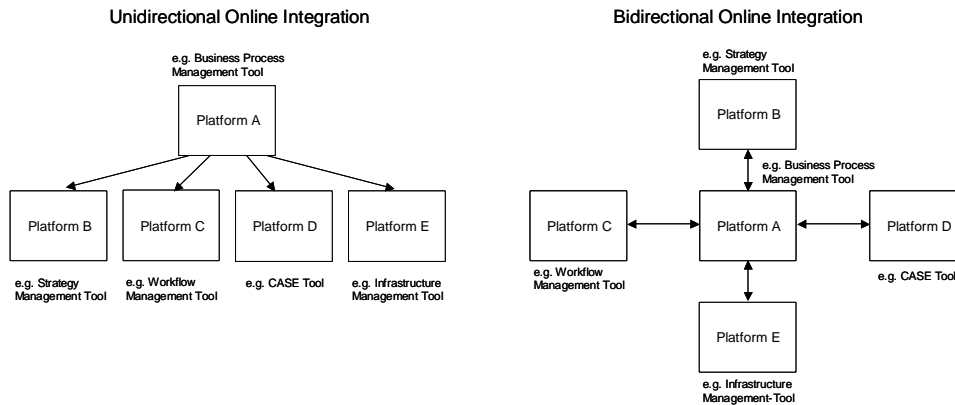 Unidirectional Online Integration
e.g. Business Process
Management Tool
Platform A
Platform B
Platform C
Platform D
Platform E
e.g. Strategy
Management Tool
e.g. Workflow
Management Tool
e.g. CASE Tool
e.g. Infrastructure
Management Tool
Bidirectional Online Integration
e.g. Strategy
Management Tool
Platform B
e.g. Business Process
Management Tool
Platform C
Platform A
Platform D
e.g. Workflow
Management Tool
e.g. CASE Tool
Platform E
e.g. Infrastructure
Management-Tool